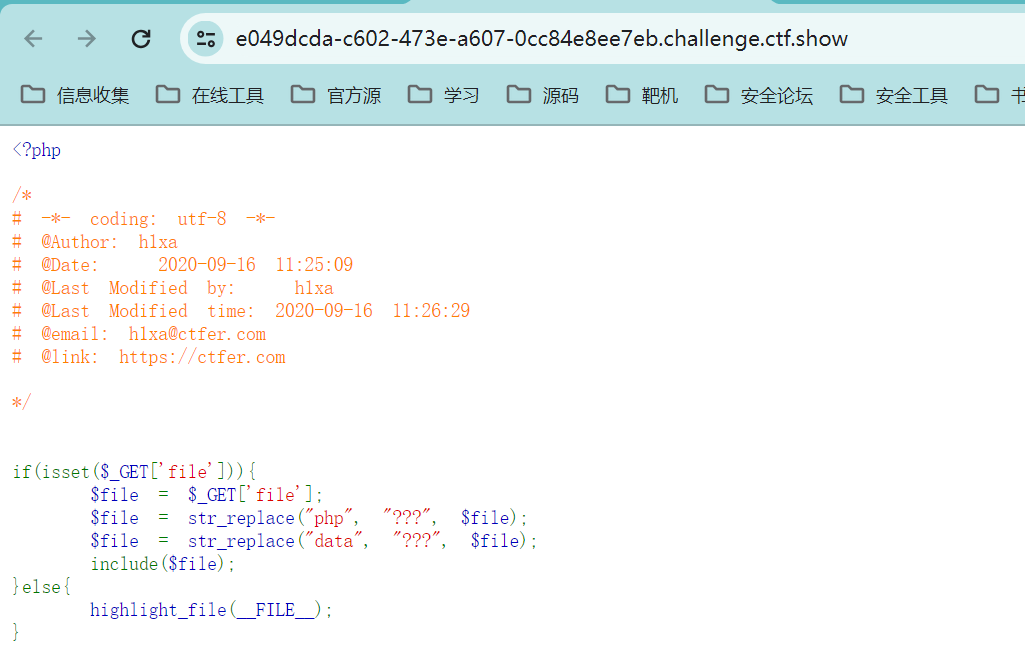 e049dcda-c602-473e-a607-0cc84e8ee7eb.challenge.ctf.show
信息收集 在线工具 官方源 学习 源码 靶机 安全论坛 安全工具 书
<?php
/*
# -*- coding: utf-8 -*-
# @Author: h1xa
# @Date: 2020-09-16 11:25:09
# @Last Modified by: h1xa
# @Last Modified time: 2020-09-16 11:26:29
# @email: h1xa@ctfer.com
# @link: https://ctfer.com
*/
if(isset($_GET['file'])){
$file = $_GET['file'];
$file = str_replace("php", "???", $file);
$file = str_replace("data", "???", $file);
include($file);
}else{
highlight_file(__FILE__);
}